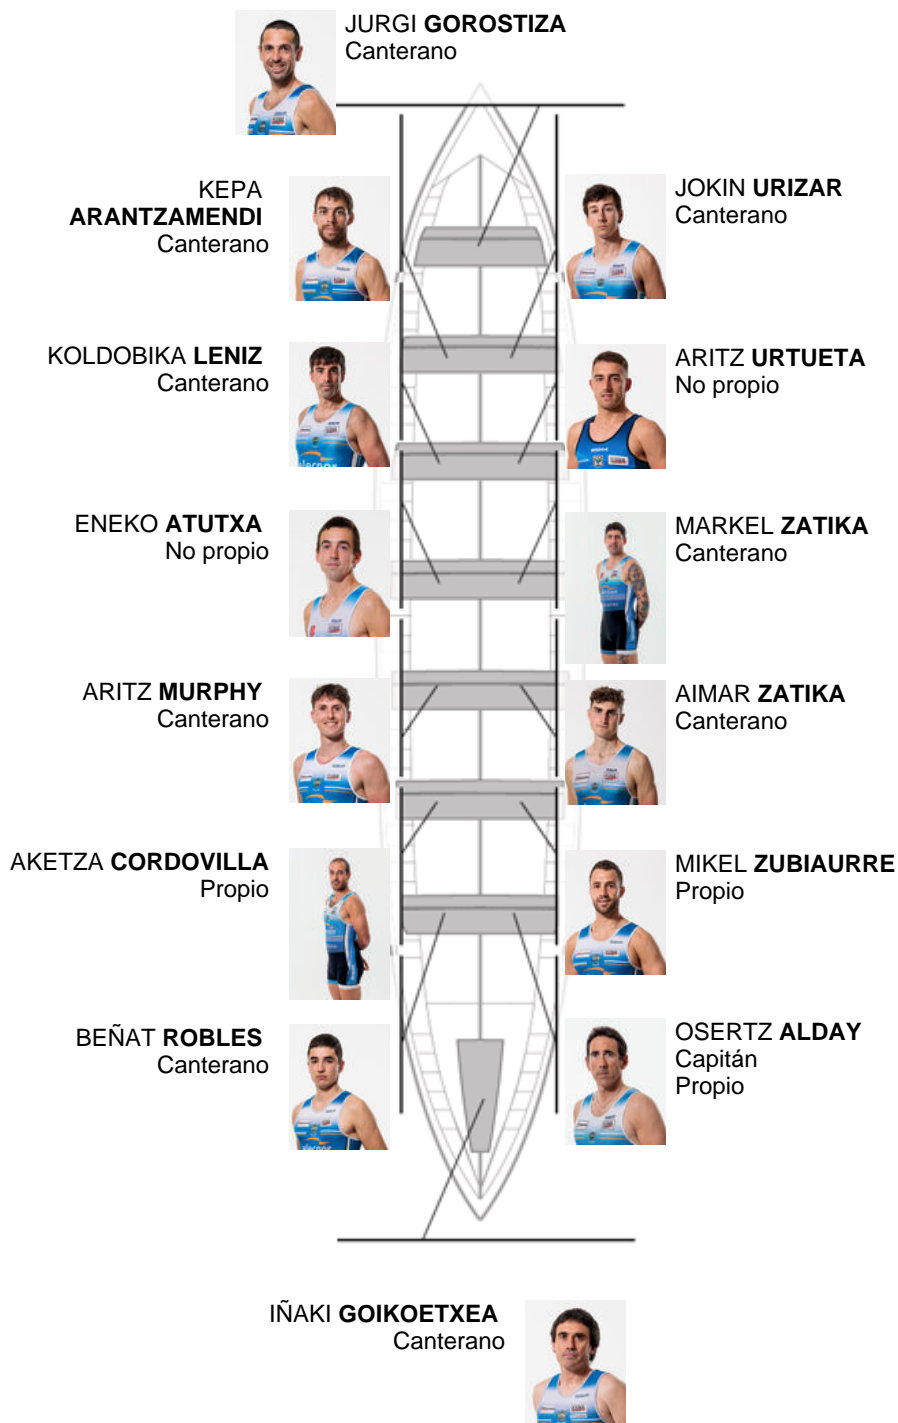 JURGI GOROSTIZA
Canterano
KEPA
ARANTZAMENDI
Canterano
JOKIN URIZAR
Canterano
KOLDOBIKA LENIZ
Canterano
ARITZ URTUETA
No propio
ENEKO ATUTXA
No propio
MARKEL ZATIKA
Canterano
ARITZ MURPHY
Canterano
AIMAR ZATIKA
Canterano
AKETZA CORDOVILLA
Propio
MIKEL ZUBIAURRE
Propio
BEÑAT ROBLES
Canterano
OSERTZ ALDAY
Capitán
Propio
IÑAKI GOIKOETXEA
Canterano